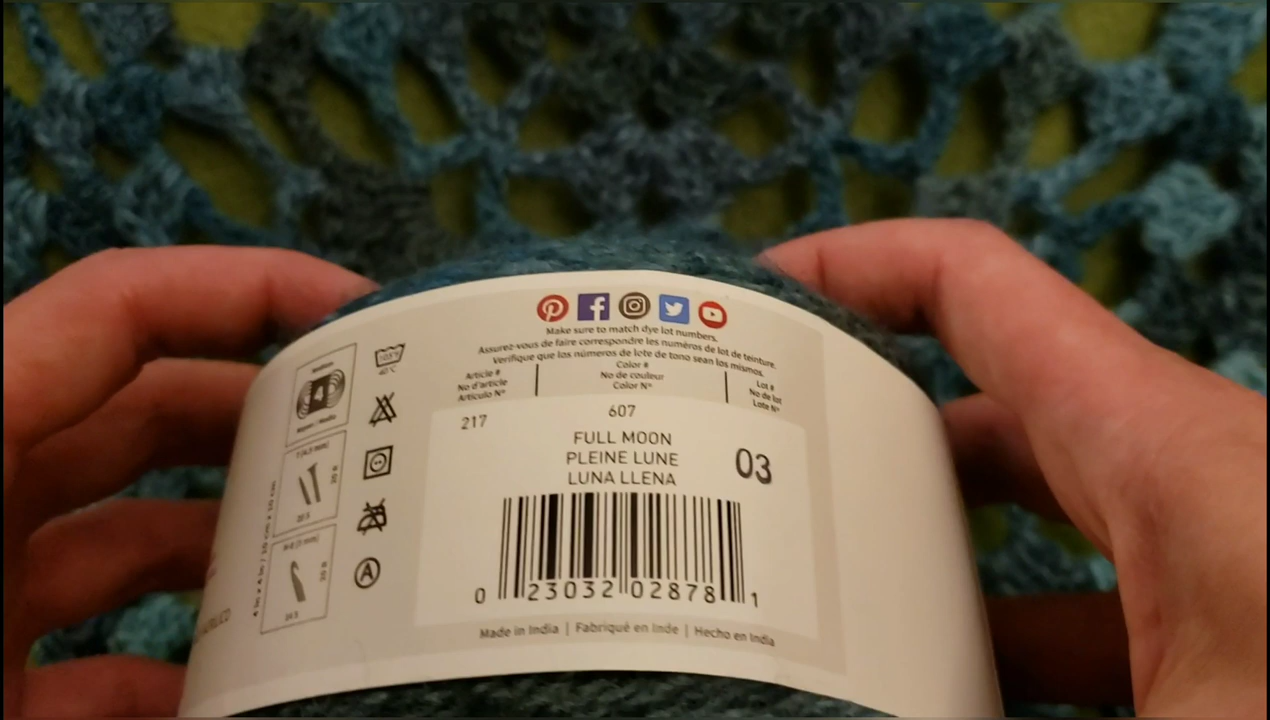 Make sure to match dye lot numbers.
Assurez-vous de faire correspondre les numéros de lot de teinture.
Verifique que los números de lote de tono sean los mismos.
Article #
No d'article
Artículo Nº
Color #
No de couleur
Color Nº
Lot #
No de lot
Lote Nº
217
607
FULL MOON
PLEINE LUNE
LUNA LLENA
03
0 23032 02878 1
Made in India | Fabriqué en Inde | Hecho en India
105°F
40°C
A
4